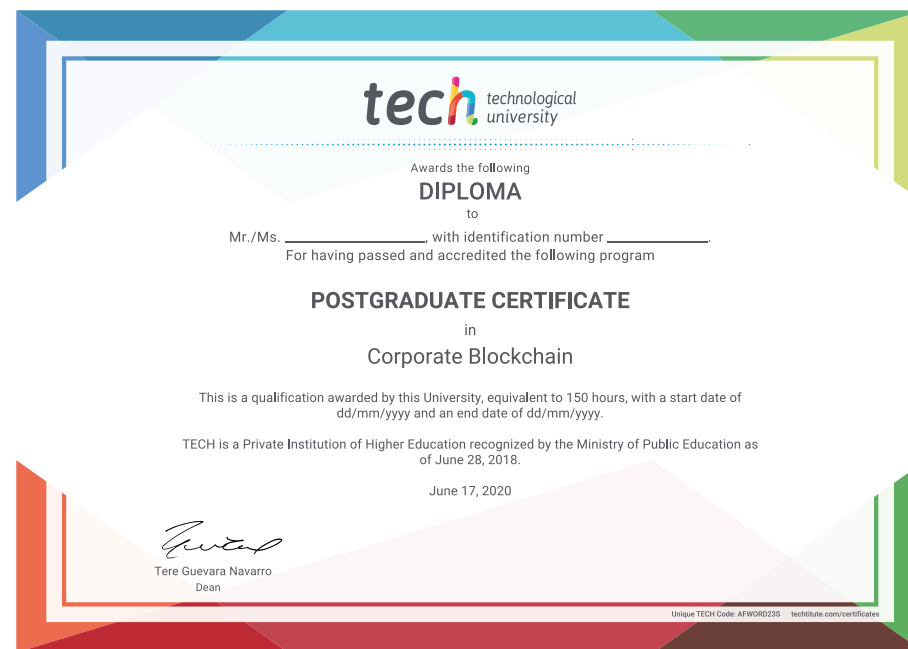 tech technological
university
Awards the following
DIPLOMA
to
Mr./Ms. ____________________, with identification number ______________.
For having passed and accredited the following program
POSTGRADUATE CERTIFICATE
in
Corporate Blockchain
This is a qualification awarded by this University, equivalent to 150 hours, with a start date of
dd/mm/yyyy and an end date of dd/mm/yyyy.
TECH is a Private Institution of Higher Education recognized by the Ministry of Public Education as
of June 28, 2018.
June 17, 2020
Tere Guevara Navarro
Dean
Unique TECH Code: AFWORD23S techtitute.com/certificates